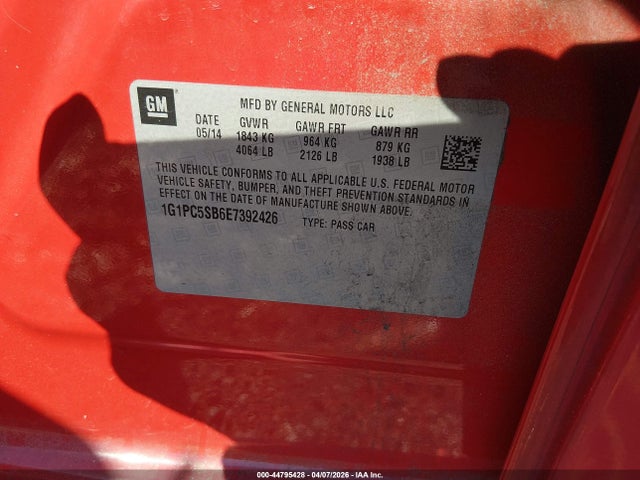 GM
MFD BY GENERAL MOTORS LLC
DATE GVWR GAWR FRT GAWR RR
05/14 1843 KG 964 KG 879 KG
4064 LB 2126 LB 1938 LB
THIS VEHICLE CONFORMS TO ALL APPLICABLE U.S. FEDERAL MOTOR
VEHICLE SAFETY, BUMPER, AND THEFT PREVENTION STANDARDS IN
EFFECT ON THE DATE OF MANUFACTURE SHOWN ABOVE.
1G1PC5SB6E7392426 TYPE: PASS CAR
000-44795428 - 04/07/2026 - IAA Inc.